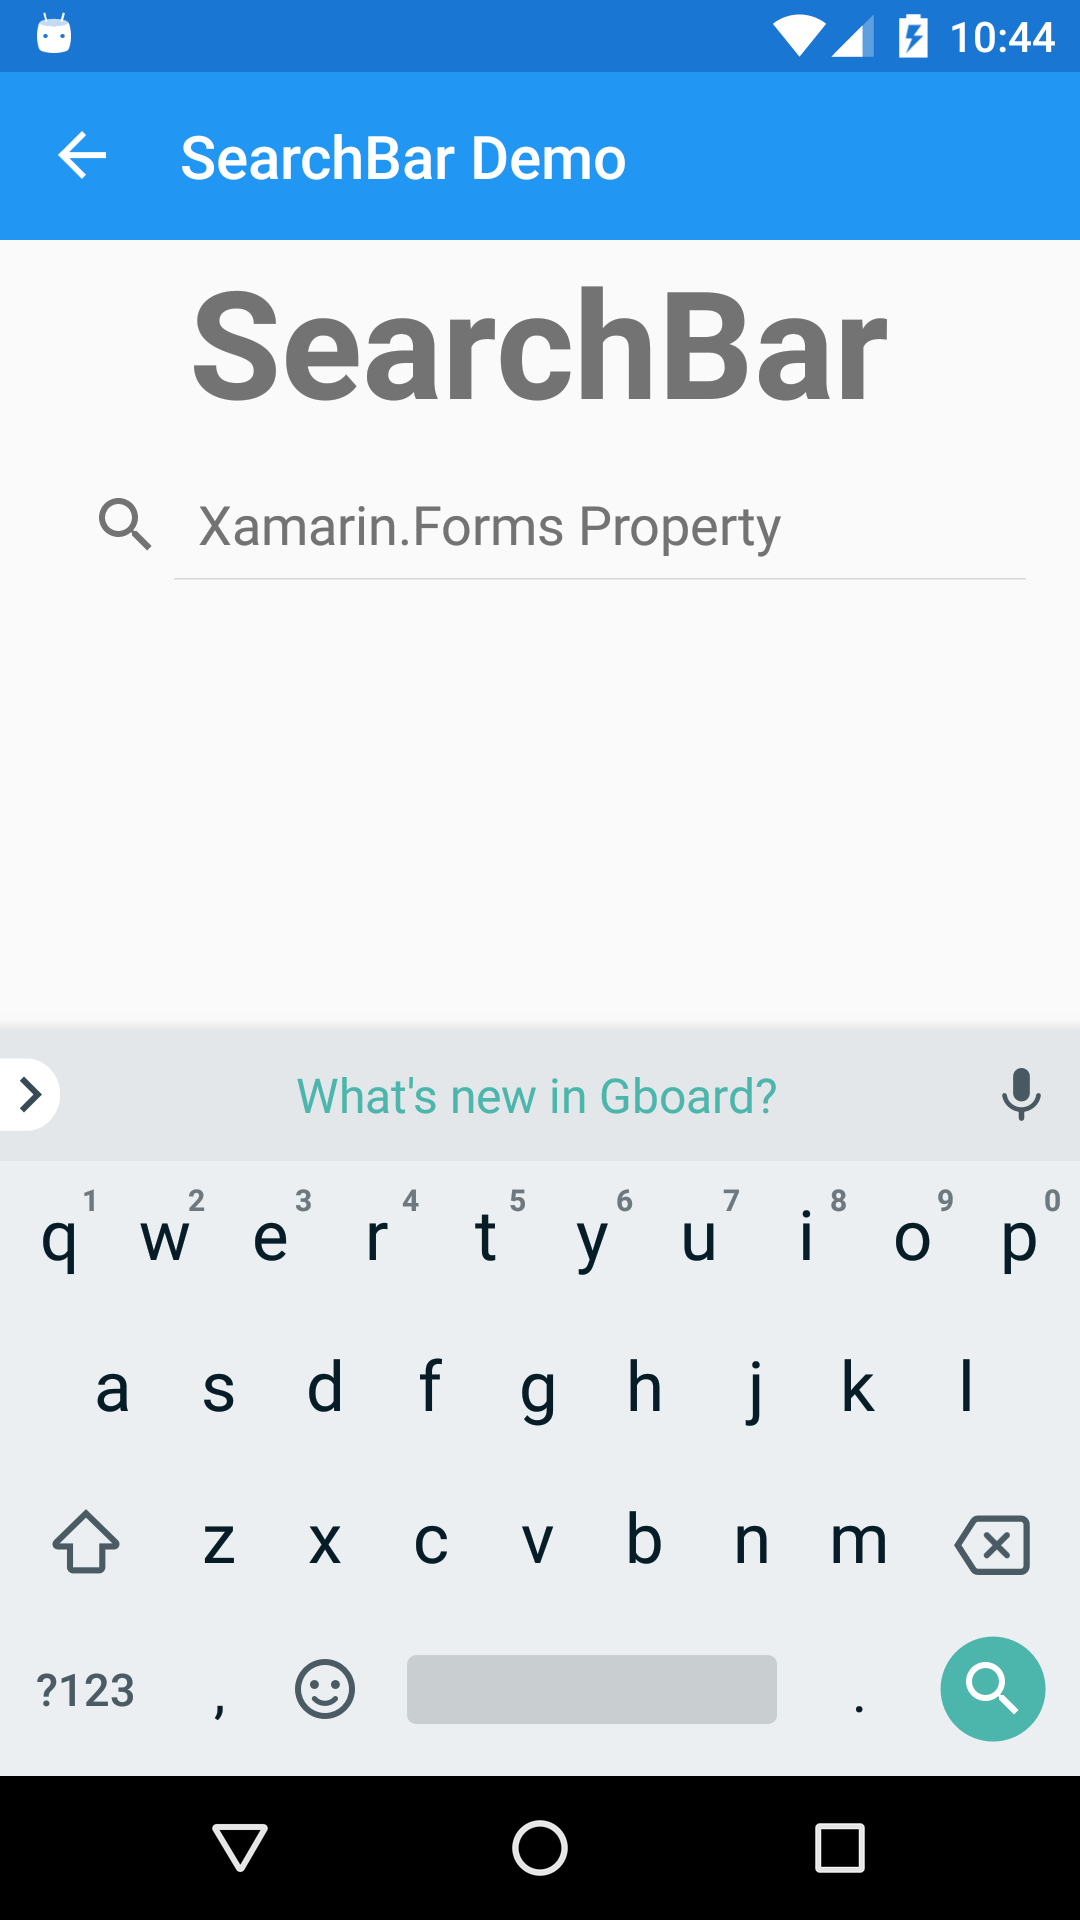 10:44
SearchBar Demo
SearchBar
Xamarin.Forms Property
What's new in Gboard?
1 2 3 4 5 6 7 8 9 0
q w e r t y u i o p
a s d f g h j k l
z x c v b n m
?123 , .